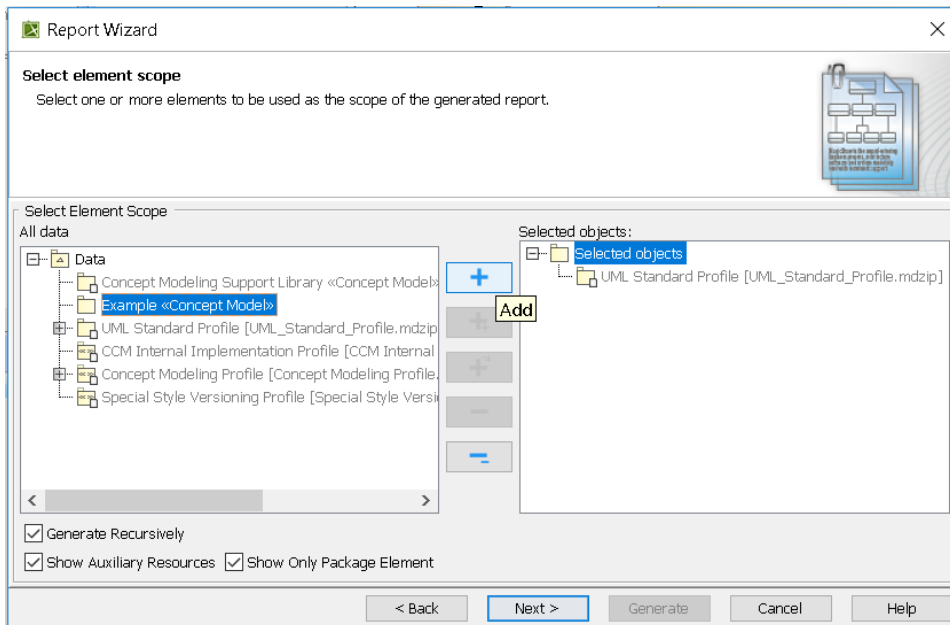 Report Wizard
Select element scope
Select one or more elements to be used as the scope of the generated report.
Select Element Scope
All data
Selected objects:
Data
Concept Modeling Support Library «Concept Model»
Example «Concept Model»
UML Standard Profile [UML_Standard_Profile.mdzip
CCM Internal Implementation Profile [CCM Internal
Concept Modeling Profile [Concept Modeling Profile.
Special Style Versioning Profile [Special Style Versi
Add
Selected objects
UML Standard Profile [UML_Standard_Profile.mdzip]
Generate Recursively
Show Auxiliary Resources
Show Only Package Element
< Back
Next >
Generate
Cancel
Help